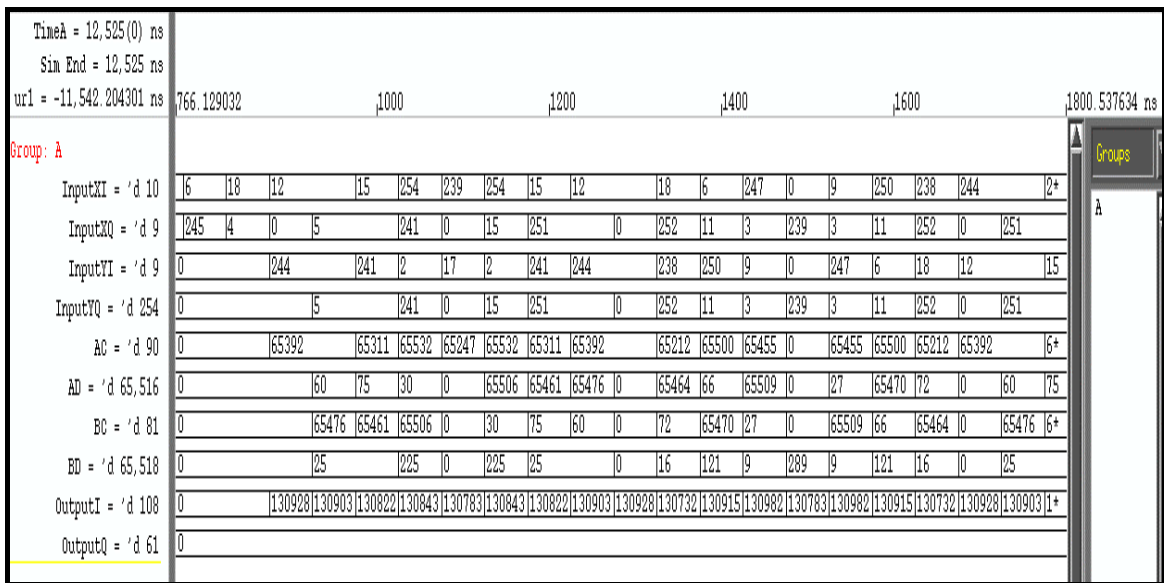 TimeA = 12,525(0) ns
Sim End = 12,525 ns
url = -11,542.204301 ns 766.129032 1000 1200 1400 1600 1800.537634 ns
Group: A
Groups
A
InputXI = 'd 10 6 18 12 15 254 239 254 15 12 18 6 247 0 9 250 238 244 2*
InputXQ = 'd 9 245 4 0 5 241 0 15 251 0 252 11 3 239 3 11 252 0 251
InputYI = 'd 9 0 244 241 2 17 2 241 244 238 250 9 0 247 6 18 12 15
InputYQ = 'd 254 0 5 241 0 15 251 0 252 11 3 239 3 11 252 0 251
AC = 'd 90 0 65392 65311 65532 65247 65532 65311 65392 65212 65500 65455 0 65455 65500 65212 65392 6*
AD = 'd 65,516 0 60 75 30 0 65506 65461 65476 0 65464 66 65509 0 27 65470 72 0 60 75
BC = 'd 81 0 65476 65461 65506 0 30 75 60 0 72 65470 27 0 65509 66 65464 0 65476 6*
BD = 'd 65,518 0 25 225 0 225 25 0 16 121 9 289 9 121 16 0 25
OutputI = 'd 108 0 130928 130903 130822 130843 130783 130843 130822 130903 130928 130732 130915 130982 130783 130982 130915 130732 130928 130903 1*
OutputQ = 'd 61 0